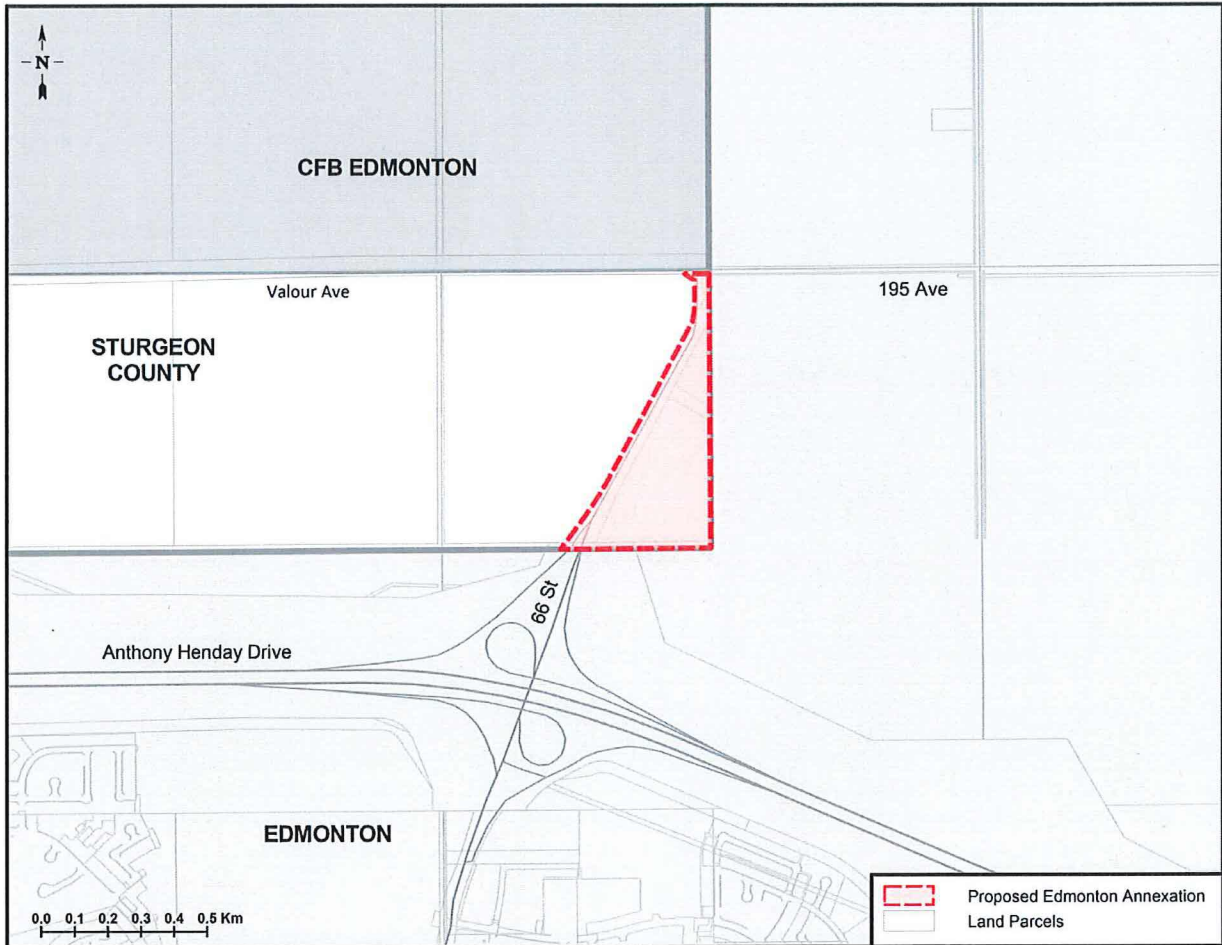 N
CFB EDMONTON
Valour Ave
195 Ave
STURGEON
COUNTY
66 St
Anthony Henday Drive
EDMONTON
Proposed Edmonton Annexation
Land Parcels
0.0 0.1 0.2 0.3 0.4 0.5 Km